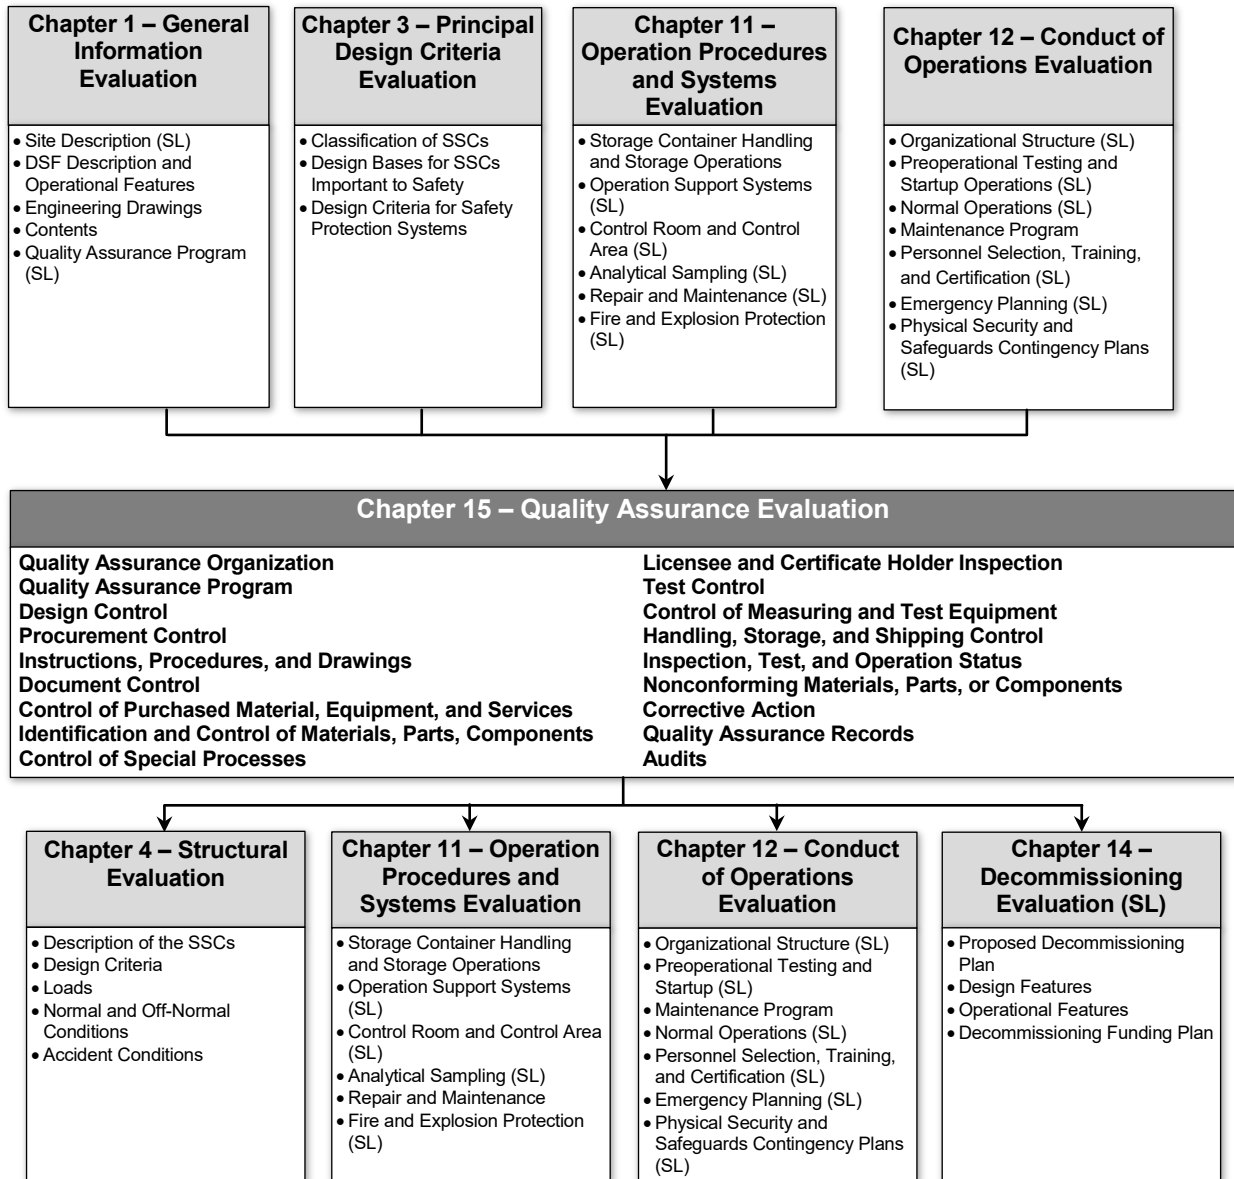 Chapter 1 – General
Information
Evaluation
• Site Description (SL)
• DSF Description and
Operational Features
• Engineering Drawings
• Contents
• Quality Assurance Program
(SL)
Chapter 3 – Principal
Design Criteria
Evaluation
• Classification of SSCs
• Design Bases for SSCs
Important to Safety
• Design Criteria for Safety
Protection Systems
Chapter 11 –
Operation Procedures
and Systems
Evaluation
• Storage Container Handling
and Storage Operations
• Operation Support Systems
(SL)
• Control Room and Control
Area (SL)
• Analytical Sampling (SL)
• Repair and Maintenance (SL)
• Fire and Explosion Protection
(SL)
Chapter 12 – Conduct of
Operations Evaluation
• Organizational Structure (SL)
• Preoperational Testing and
Startup Operations (SL)
• Normal Operations (SL)
• Maintenance Program
• Personnel Selection, Training,
and Certification (SL)
• Emergency Planning (SL)
• Physical Security and
Safeguards Contingency Plans
(SL)
Chapter 15 – Quality Assurance Evaluation
Quality Assurance Organization
Quality Assurance Program
Design Control
Procurement Control
Instructions, Procedures, and Drawings
Document Control
Control of Purchased Material, Equipment, and Services
Identification and Control of Materials, Parts, Components
Control of Special Processes
Licensee and Certificate Holder Inspection
Test Control
Control of Measuring and Test Equipment
Handling, Storage, and Shipping Control
Inspection, Test, and Operation Status
Nonconforming Materials, Parts, or Components
Corrective Action
Quality Assurance Records
Audits
Chapter 4 – Structural
Evaluation
• Description of the SSCs
• Design Criteria
• Loads
• Normal and Off-Normal
Conditions
• Accident Conditions
Chapter 11 – Operation
Procedures and
Systems Evaluation
• Storage Container Handling
and Storage Operations
• Operation Support Systems
(SL)
• Control Room and Control Area
(SL)
• Analytical Sampling (SL)
• Repair and Maintenance
• Fire and Explosion Protection
(SL)
Chapter 12 – Conduct
of Operations
Evaluation
• Organizational Structure (SL)
• Preoperational Testing and
Startup (SL)
• Maintenance Program
• Normal Operations (SL)
• Personnel Selection, Training,
and Certification (SL)
• Emergency Planning (SL)
• Physical Security and
Safeguards Contingency Plans
(SL)
Chapter 14 –
Decommissioning
Evaluation (SL)
• Proposed Decommissioning
Plan
• Design Features
• Operational Features
• Decommissioning Funding Plan